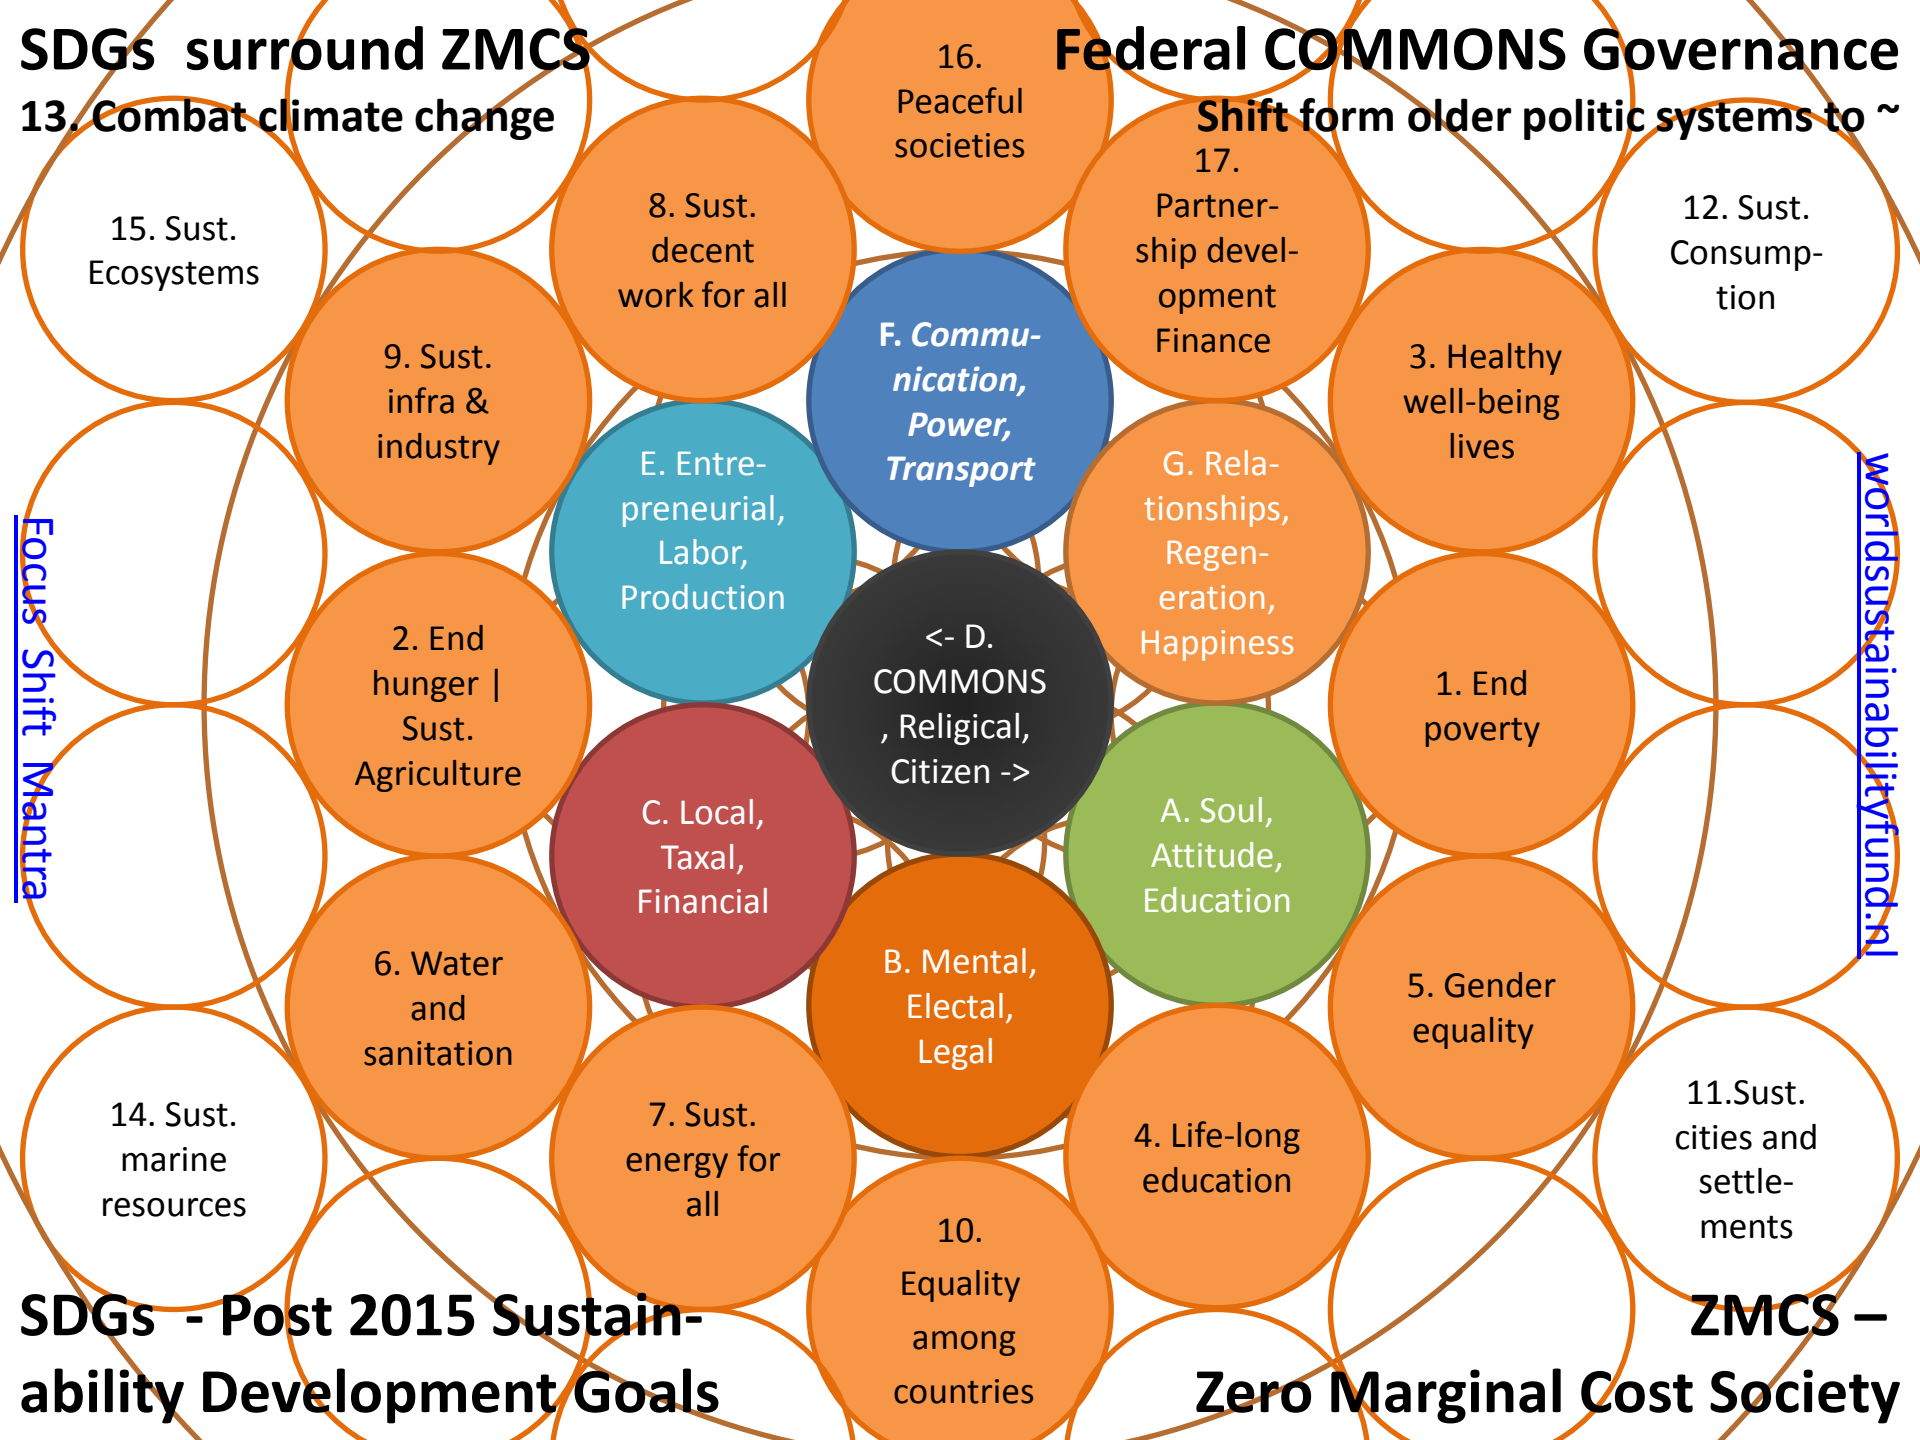 SDGs  surround ZMCS
13. Combat climate change
Federal COMMONS Governance
Shift form older politic systems to ~
16.
Peaceful
societies
17.
Partner-
ship devel-
opment
Finance
8. Sust.
decent
work for all
15. Sust.
Ecosystems
12. Sust.
Consump-
tion
9. Sust.
infra &
industry
F. Commu-
nication,
Power,
Transport
3. Healthy
well-being
lives
E. Entre-
preneurial,
Labor,
Production
G. Rela-
tionships,
Regen-
eration,
Happiness
Focus Shift Mantra
worldsustainabilityfund.nl
2. End
hunger |
Sust.
Agriculture
<- D.
COMMONS
, Religical,
Citizen ->
1. End
poverty
C. Local,
Taxal,
Financial
A. Soul,
Attitude,
Education
6. Water
and
sanitation
B. Mental,
Electal,
Legal
5. Gender
equality
14. Sust.
marine
resources
7. Sust.
energy for
all
4. Life-long
education
11.Sust.
cities and
settle-
ments
10.
Equality
among
countries
SDGs  - Post 2015 Sustain-
ability Development Goals
ZMCS –
Zero Marginal Cost Society